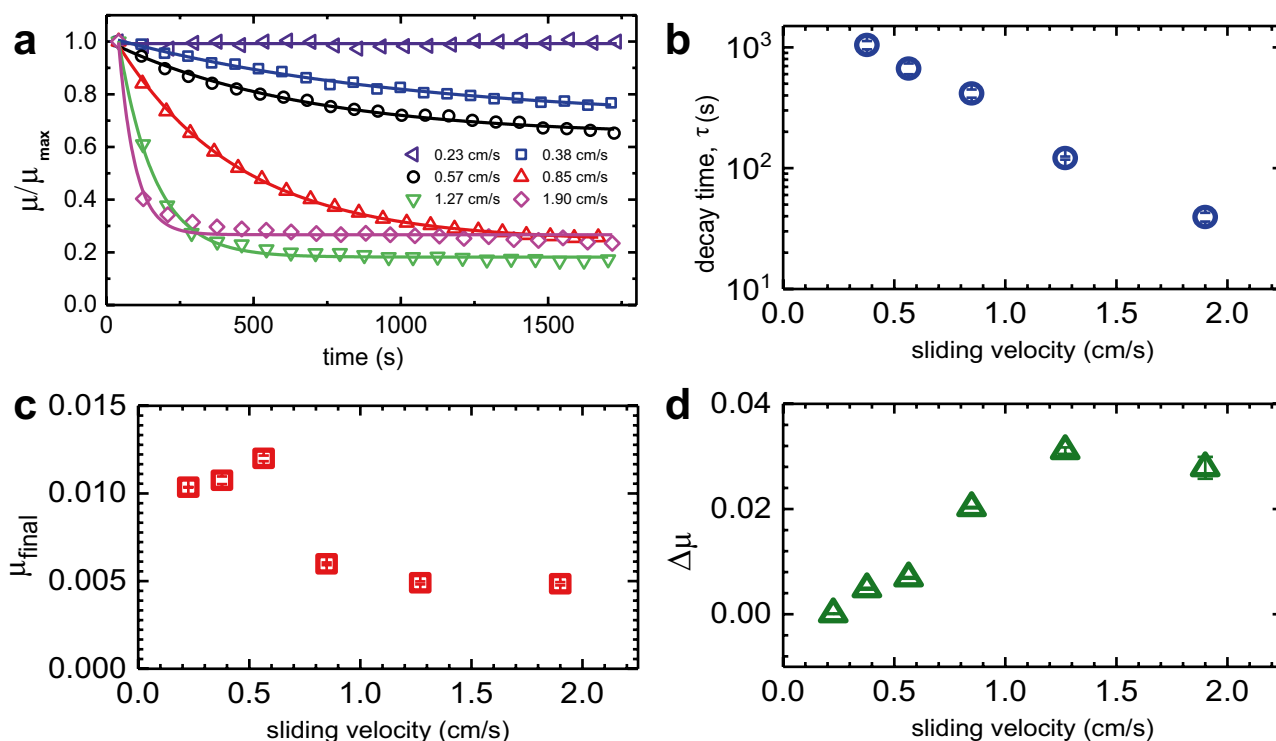 a
μ/μmax
1.0
0.8
0.6
0.4
0.2
0.0
0.23 cm/s
0.38 cm/s
0.57 cm/s
0.85 cm/s
1.27 cm/s
1.90 cm/s
0 500 1000 1500
time (s)
b
decay time, τ(s)
10³
10²
10¹
0.0 0.5 1.0 1.5 2.0
sliding velocity (cm/s)
c
μfinal
0.015
0.010
0.005
0.000
0.0 0.5 1.0 1.5 2.0
sliding velocity (cm/s)
d
Δμ
0.04
0.02
0.00
0.0 0.5 1.0 1.5 2.0
sliding velocity (cm/s)